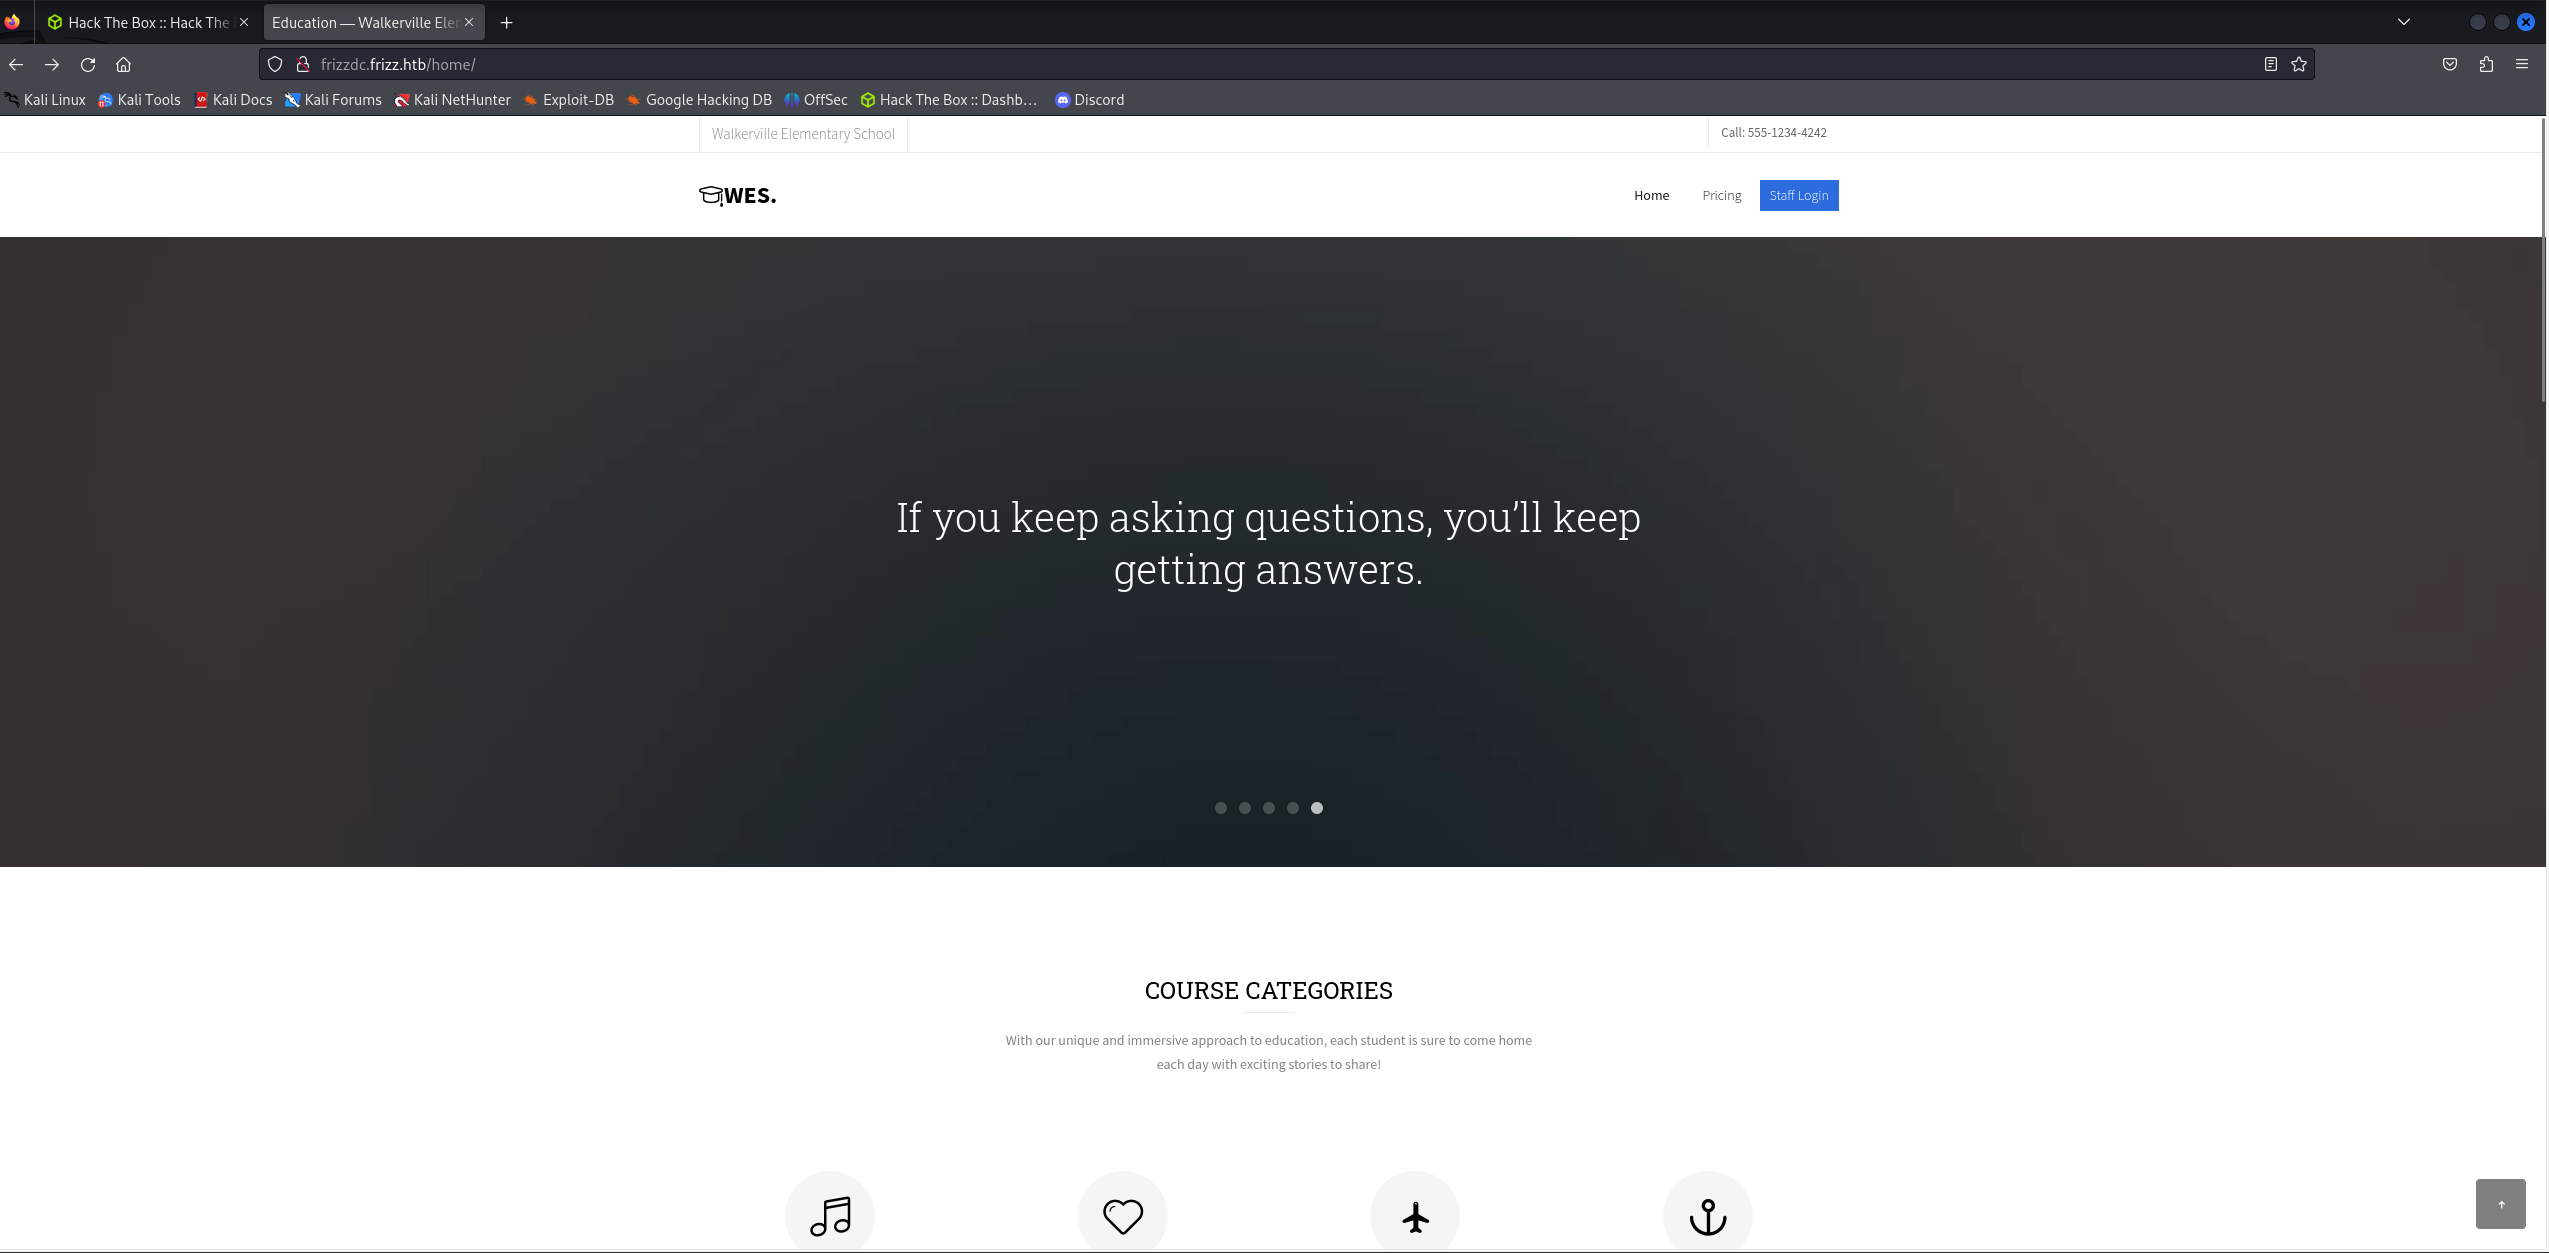 Hack The Box :: Hack The
Education — Walkerville Eler
frizzdc.frizz.htb/home/
Kali Linux
Kali Tools
Kali Docs
Kali Forums
Kali NetHunter
Exploit-DB
Google Hacking DB
OffSec
Hack The Box :: Dashb...
Discord
Walkerville Elementary School
Call: 555-1234-4242
WES.
Home
Pricing
Staff Login
If you keep asking questions, you’ll keep
getting answers.
COURSE CATEGORIES
With our unique and immersive approach to education, each student is sure to come home
each day with exciting stories to share!